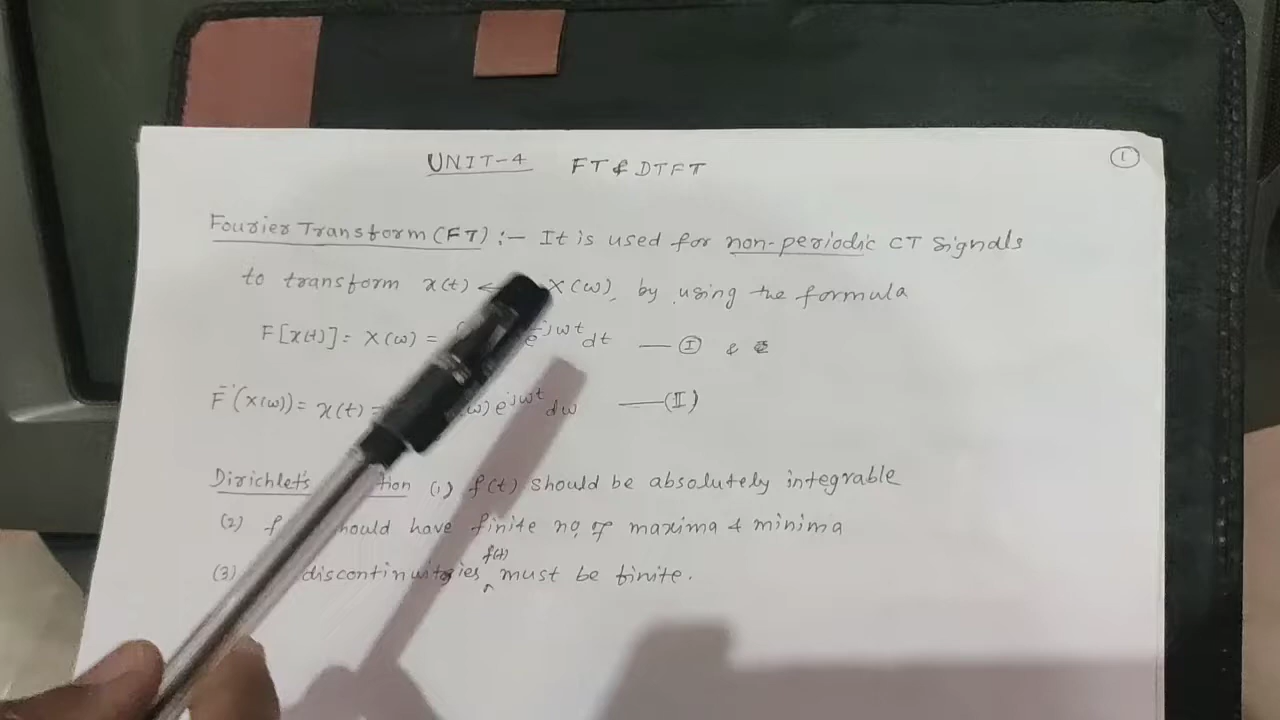 UNIT-4 FT & DTFT
①
Fourier Transform (FT) :- It is used for non-periodic CT signals
to transform x(t) < X(ω), by using the formula
F[x(t)] = X(ω) = e^-jωt dt — Ⓘ &
F^-1(X(ω)) = x(t) = ω) e^jωt dω —(II)
Dirichlet's (1) f(t) should be absolutely integrable
(2) f should have finite no. of maxima & minima
(3) discontinuities f(t) must be finite.